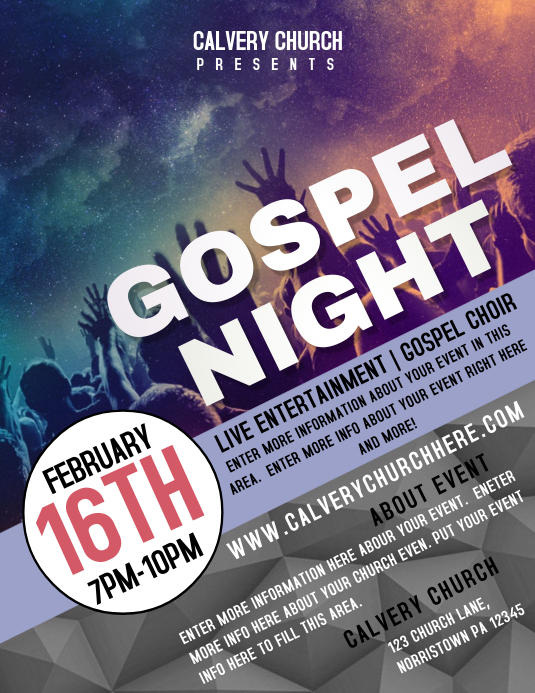 CALVERY CHURCH
PRESENTS
GOSPEL
NIGHT
LIVE ENTERTAINMENT | GOSPEL CHOIR
ENTER MORE INFORMATION ABOUT YOUR EVENT IN THIS
AREA. ENTER MORE INFO ABOUT YOUR EVENT RIGHT HERE
AND MORE!
FEBRUARY
16TH
7PM-10PM
WWW.CALVERYCHURCHHERE.COM
ABOUT EVENT
ENTER MORE INFORMATION HERE ABOUR YOUR EVENT. ENETER
MORE INFO HERE ABOUT YOUR CHURCH EVEN. PUT YOUR EVENT
INFO HERE TO FILL THIS AREA.
CALVERY CHURCH
123 CHURCH LANE,
NORRISTOWN PA 12345